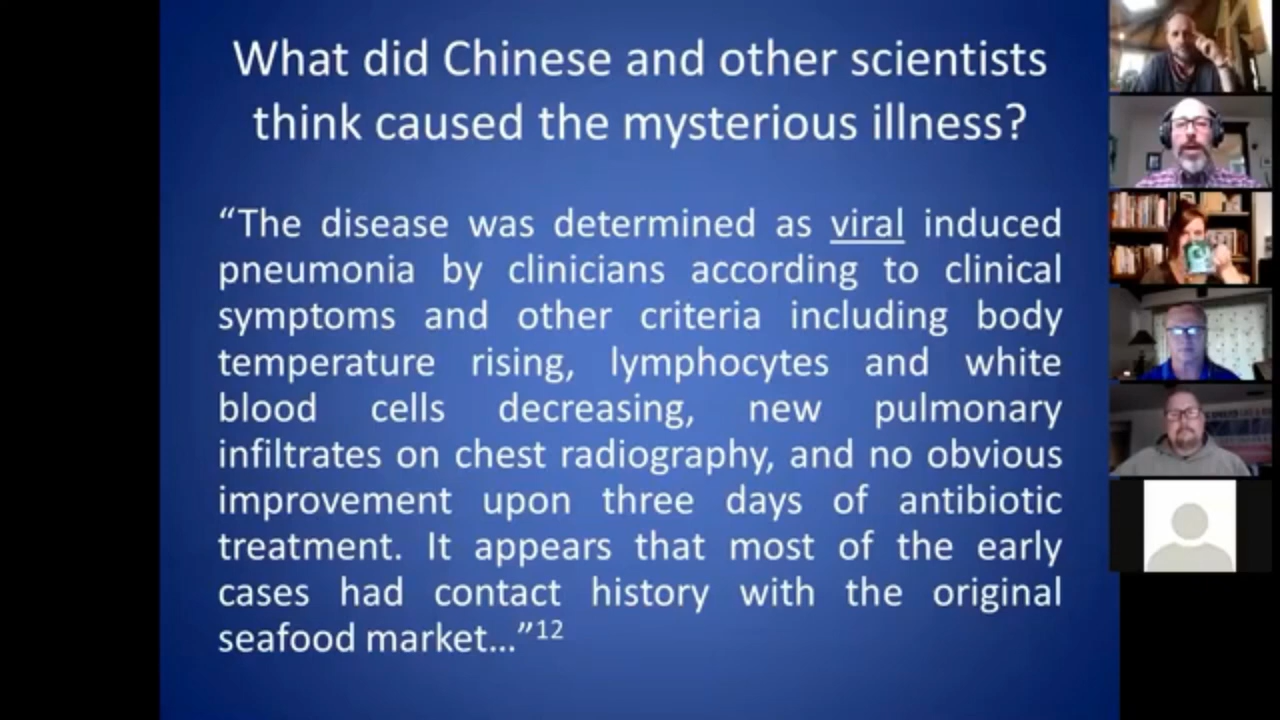 What did Chinese and other scientists
think caused the mysterious illness?
“The disease was determined as viral induced
pneumonia by clinicians according to clinical
symptoms and other criteria including body
temperature rising, lymphocytes and white
blood cells decreasing, new pulmonary
infiltrates on chest radiography, and no obvious
improvement upon three days of antibiotic
treatment. It appears that most of the early
cases had contact history with the original
seafood market…”12